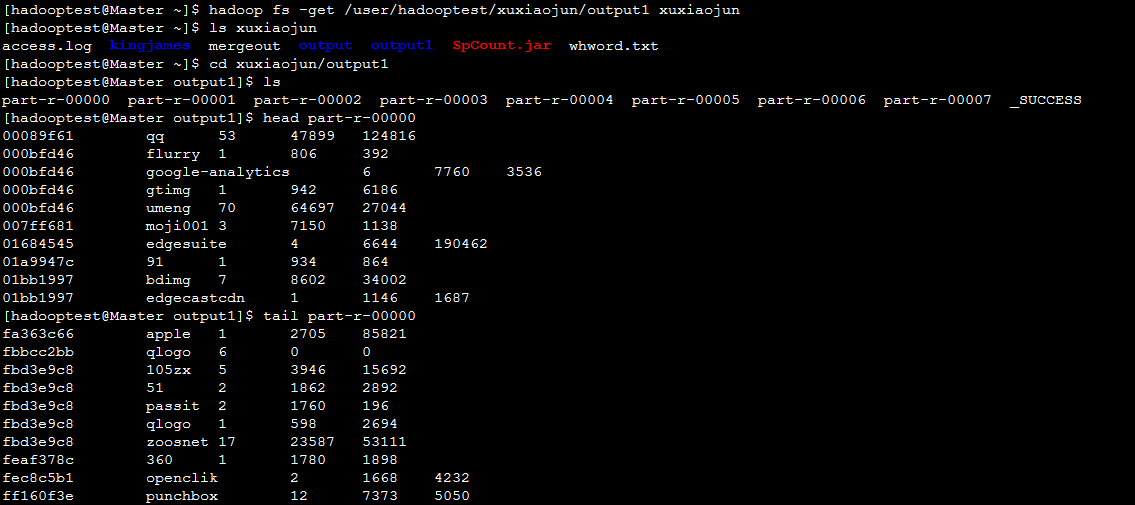 [hadooptest@Master ~]$ hadoop fs -get /user/hadooptest/xuxiaojun/output1 xuxiaojun
[hadooptest@Master ~]$ ls xuxiaojun
access.log  kingjames  mergeout  output  output1  SpCount.jar  whword.txt
[hadooptest@Master ~]$ cd xuxiaojun/output1
[hadooptest@Master output1]$ ls
part-r-00000  part-r-00001  part-r-00002  part-r-00003  part-r-00004  part-r-00005  part-r-00006  part-r-00007  _SUCCESS
[hadooptest@Master output1]$ head part-r-00000
00089f61        qq      53      47899   124816
000bfd46        flurry  1       806     392
000bfd46        google-analytics        6       7760    3536
000bfd46        gtimg   1       942     6186
000bfd46        umeng   70      64697   27044
007ff681        moji001 3       7150    1138
01684545        edgesuite       4       6644    190462
01a9947c        91      1       934     864
01bb1997        bdimg   7       8602    34002
01bb1997        edgecastcdn     1       1146    1687
[hadooptest@Master output1]$ tail part-r-00000
fa363c66        apple   1       2705    85821
fbbcc2bb        qlogo   6       0       0
fbd3e9c8        105zx   5       3946    15692
fbd3e9c8        51      2       1862    2892
fbd3e9c8        passit  2       1760    196
fbd3e9c8        qlogo   1       598     2694
fbd3e9c8        zoosnet 17      23587   53111
feaf378c        360     1       1780    1898
fec8c5b1        openclik        2       1668    4232
ff160f3e        punchbox        12      7373    5050